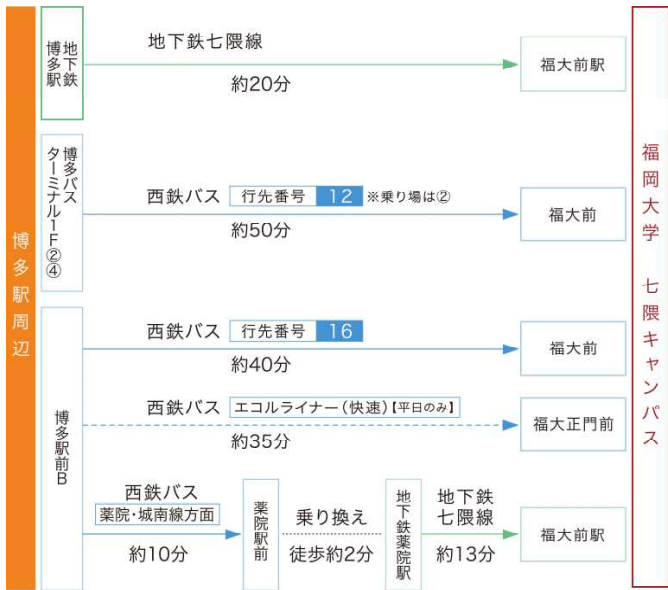 博多駅周辺
地下鉄
博多駅
地下鉄七隈線
約20分
福大前駅
博多バス
ターミナル1F②④
西鉄バス 行先番号 12 ※乗り場は②
約50分
福大前
博多駅前B
西鉄バス 行先番号 16
約40分
福大前
西鉄バス エコルライナー(快速)【平日のみ】
約35分
福大正門前
西鉄バス
薬院・城南線方面
約10分
薬院駅前
乗り換え
徒歩約2分
地下鉄薬院駅
地下鉄
七隈線
約13分
福大前駅
福岡大学 七隈キャンパス